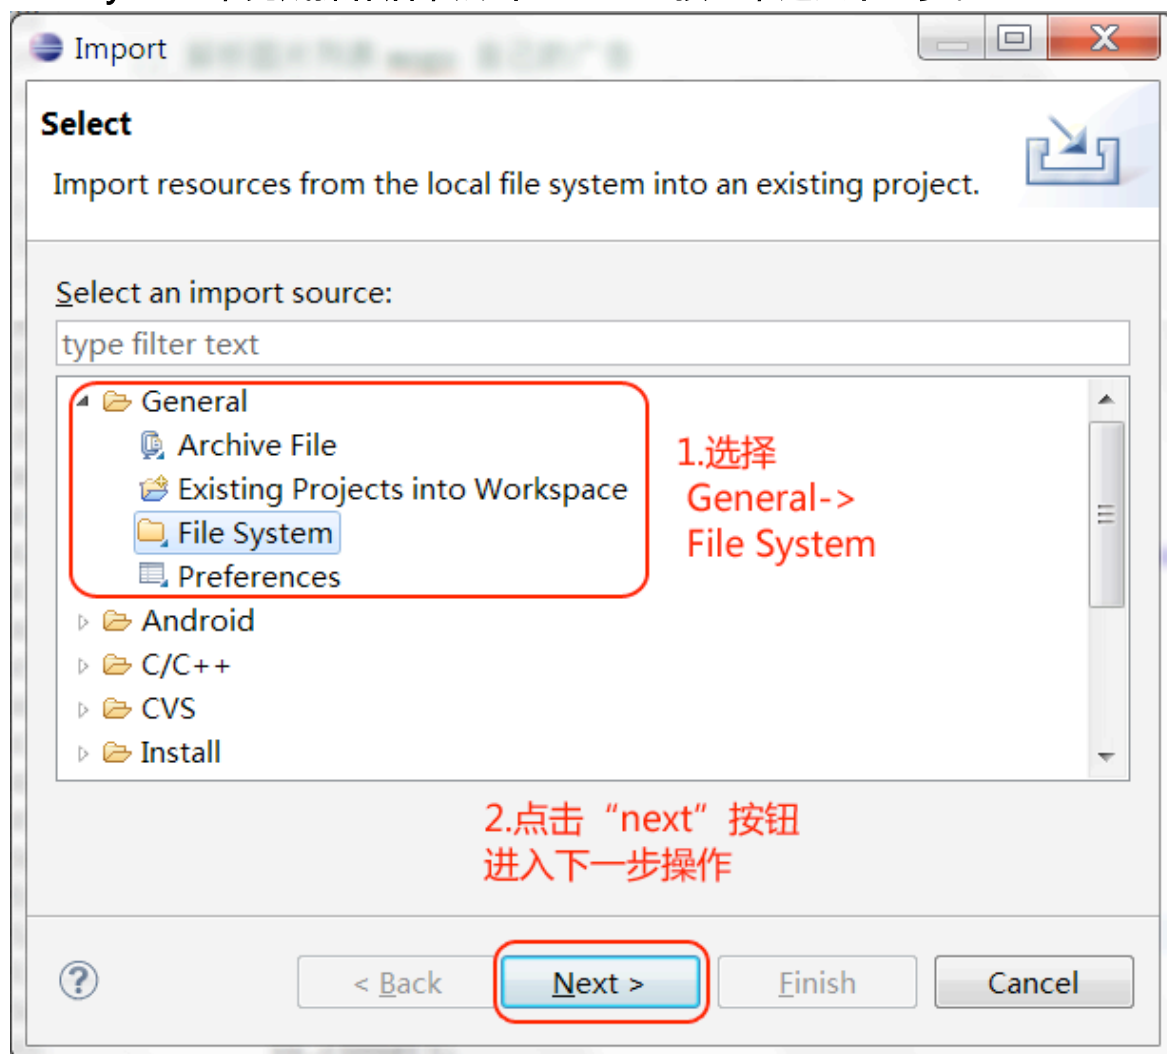 Import
Select
Import resources from the local file system into an existing project.
Select an import source:
type filter text
General
Archive File
Existing Projects into Workspace
File System
Preferences
Android
C/C++
CVS
Install
1.选择
General->
File System
2.点击“next”按钮
进入下一步操作
< Back
Next >
Finish
Cancel